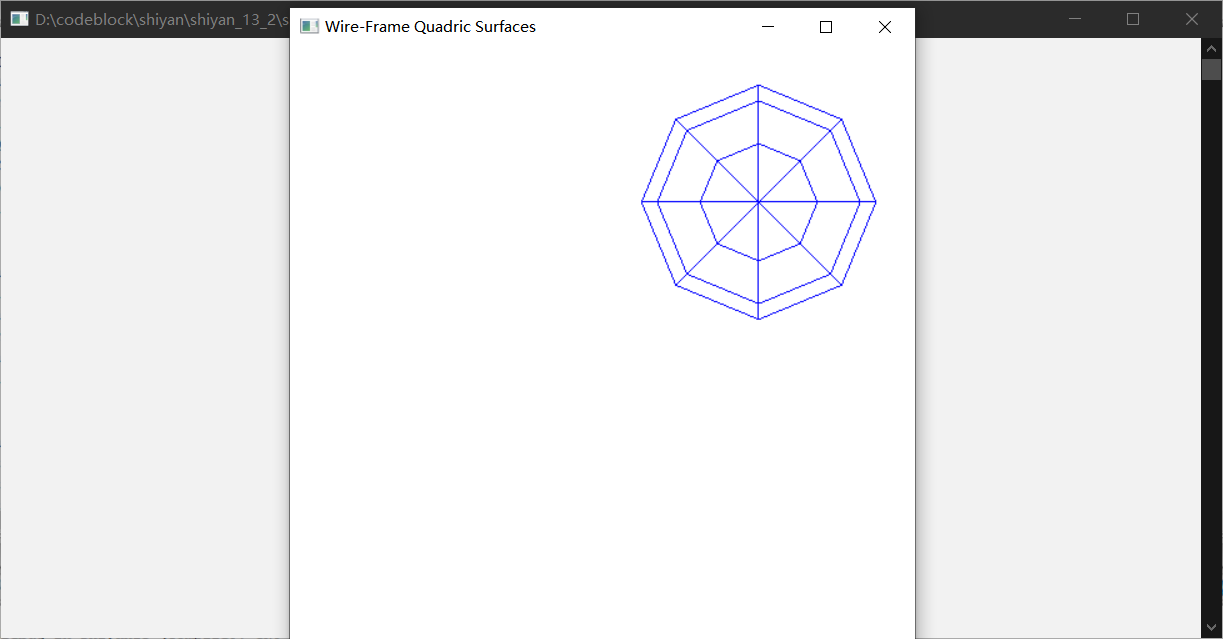 D:\codeblock\shiyan\shiyan_13_2\s
Wire-Frame Quadric Surfaces